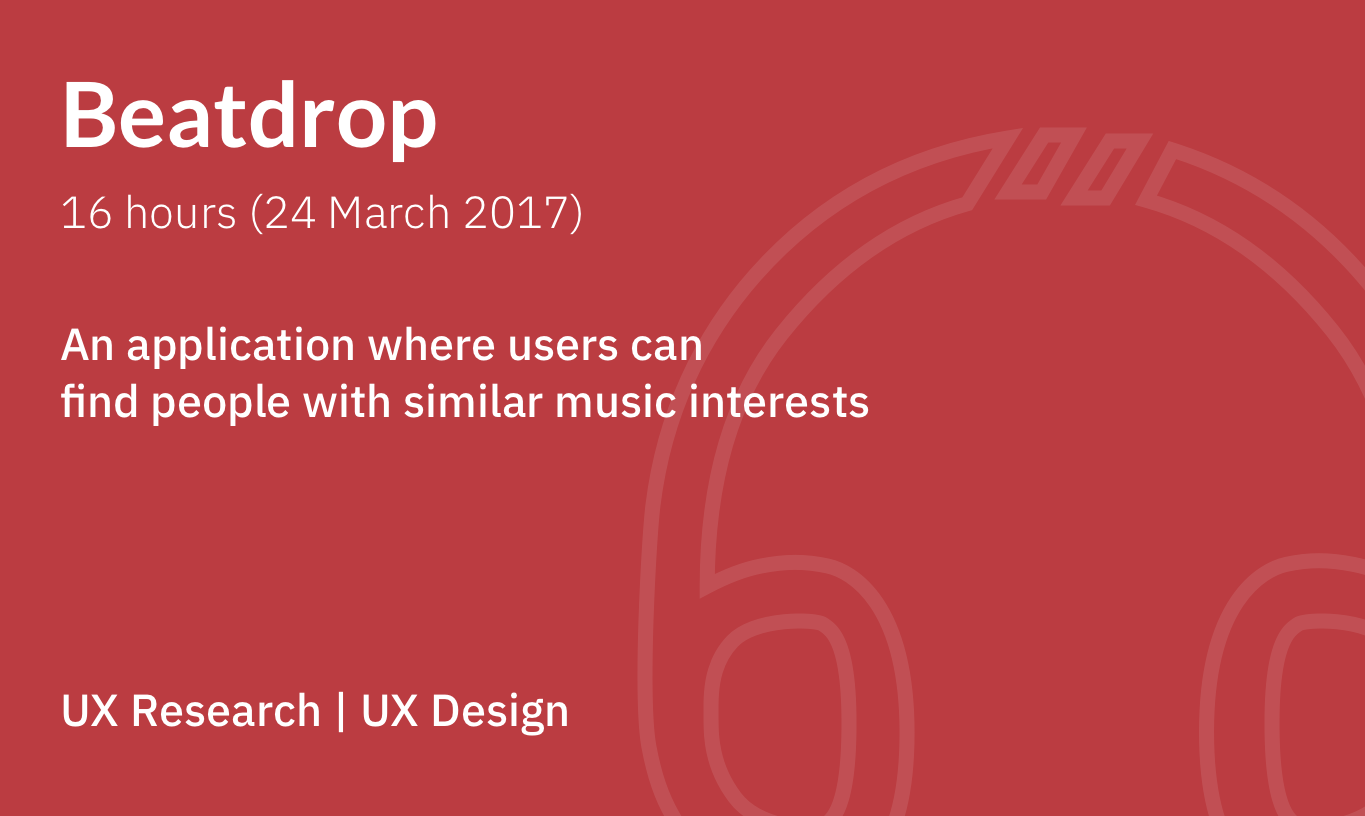 Beatdrop
16 hours (24 March 2017)
An application where users can
find people with similar music interests
UX Research | UX Design